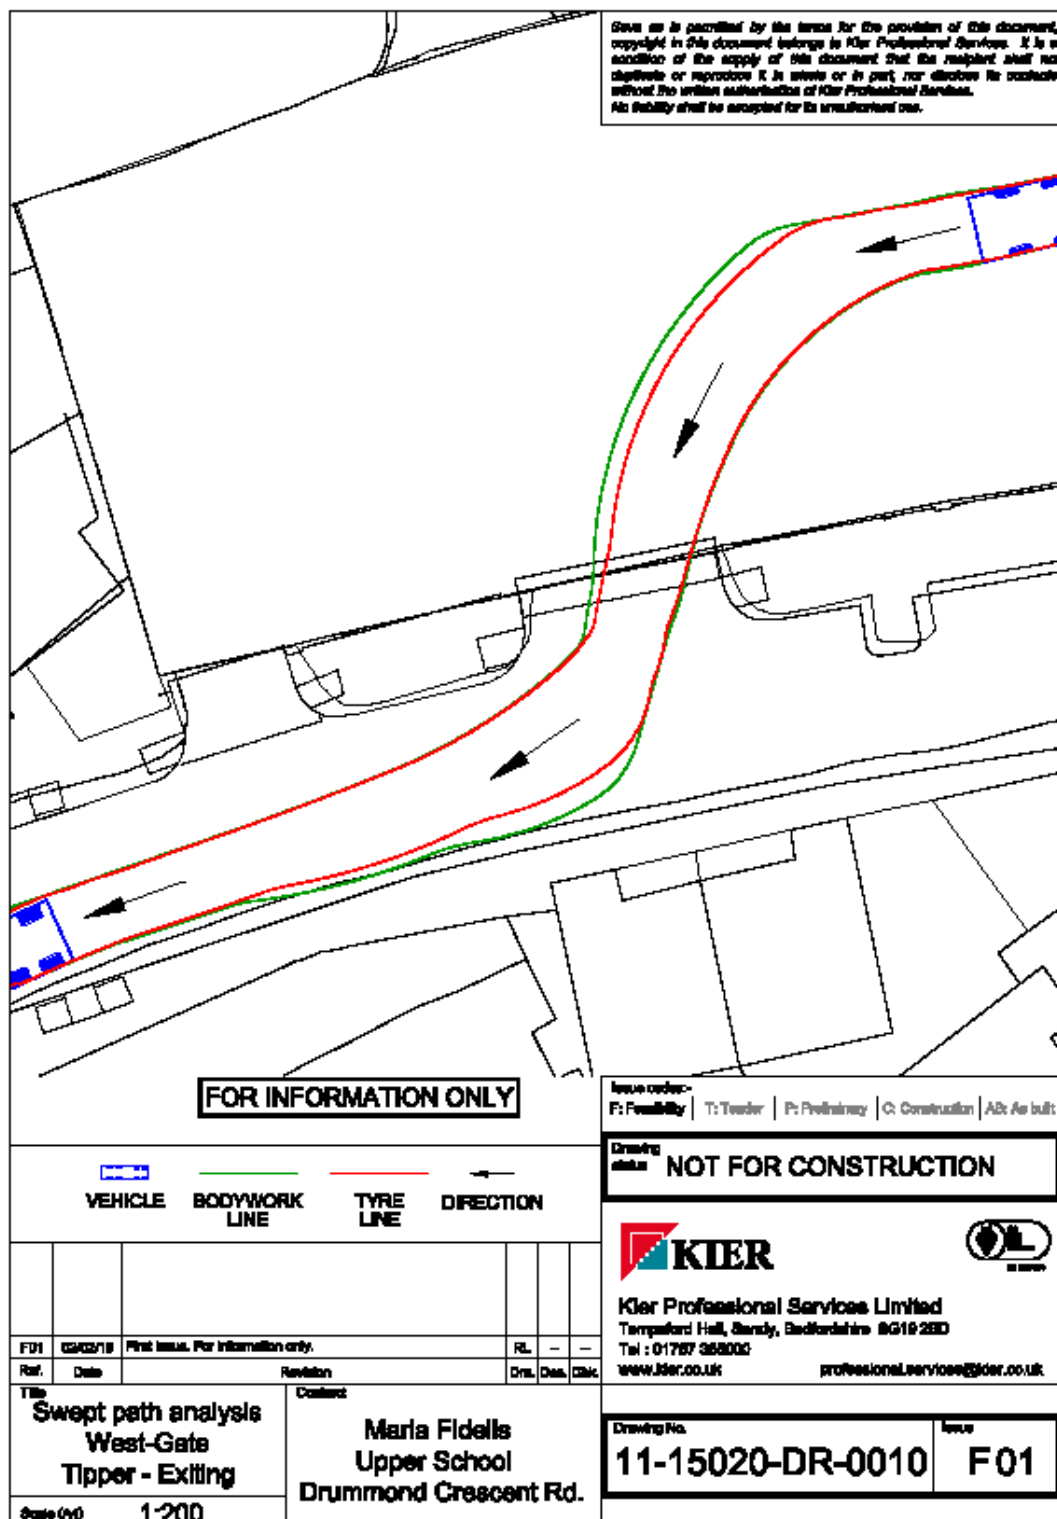 Save as is permitted by the terms for the provision of this document,
copyright in this document belongs to Kier Professional Services. It is a
condition of the supply of this document that the recipient shall not
duplicate or reproduce it in whole or in part, nor disclose its contents
without the written authorisation of Kier Professional Services.
No liability shall be accepted for its unauthorised use.
FOR INFORMATION ONLY
Issue codes:-
F: Feasibility T: Tender P: Preliminary C: Construction AB: As built
Drawing
status NOT FOR CONSTRUCTION
VEHICLE BODYWORK LINE TYRE LINE DIRECTION
KIER
Kier Professional Services Limited
Tempsford Hall, Sandy, Bedfordshire SG19 2BD
Tel : 01767 355000
www.kier.co.uk professional.services@kier.co.uk
F01 First issue. For information only. RL - -
Ref. Date Revision Drn. Des. Chk.
Title
Swept path analysis
West-Gate
Tipper - Exiting
Scale 1:200
Content
Maria Fidelis
Upper School
Drummond Crescent Rd.
Drawing No.
11-15020-DR-0010
Issue
F01